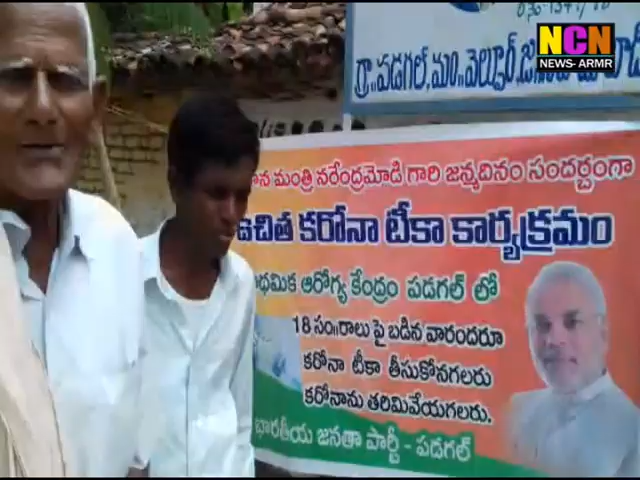 NCN
NEWS-ARMR
గ్రా॥ పడగల్, మం॥ వెల్పూర్,
మంత్రి నరేంద్రమోడి గారి జన్మదినం సందర్భంగా
ఉచిత కరోనా టీకా కార్యక్రమం
ఆరోగ్య కేంద్రం పడగల్ లో
18 సం॥రాలు పై బడిన వారందరూ
కరోనా టీకా తీసుకోనగలరు
కరోనాను తరిమివేయగలరు.
భారతీయ జనతా పార్టీ - పడగల్